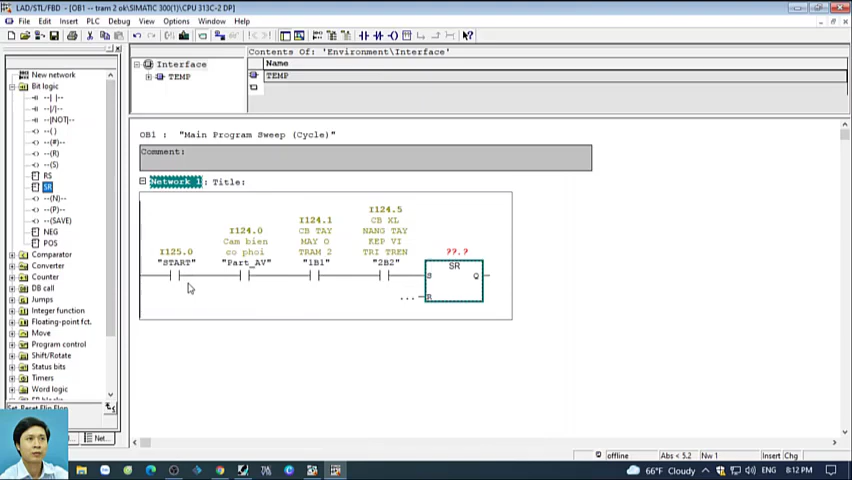 LAD/STL/FBD - [OB1 -- tram 2 ok\SIMATIC 300(1)\CPU 313C-2 DP]
File Edit Insert PLC Debug View Options Window Help
Contents Of: 'Environment\Interface'
Interface
TEMP
Name
TEMP
New network
Bit logic
--| |--
--|/|--
--|NOT|--
--( )
--(#)--
--(R)
--(S)
RS
SR
--(N)--
--(P)--
--(SAVE)
NEG
POS
Comparator
Converter
Counter
DB call
Jumps
Integer function
Floating-point fct.
Move
Program control
Shift/Rotate
Status bits
Timers
Word logic
Set_Reset Flip Flop
Net...
OB1 : "Main Program Sweep (Cycle)"
Comment:
Network 1: Title:
I125.0
"START"
I124.0
Cam bien
co phoi
"Part_AV"
I124.1
CB TAY
MAY O
TRAM 2
"1B1"
I124.5
CB XL
NANG TAY
KEP VI
TRI TREN
"2B2"
??.?
SR
S Q
... R
offline Abs < 5.2 Nw 1 Insert Chg
66°F Cloudy ENG 8:12 PM